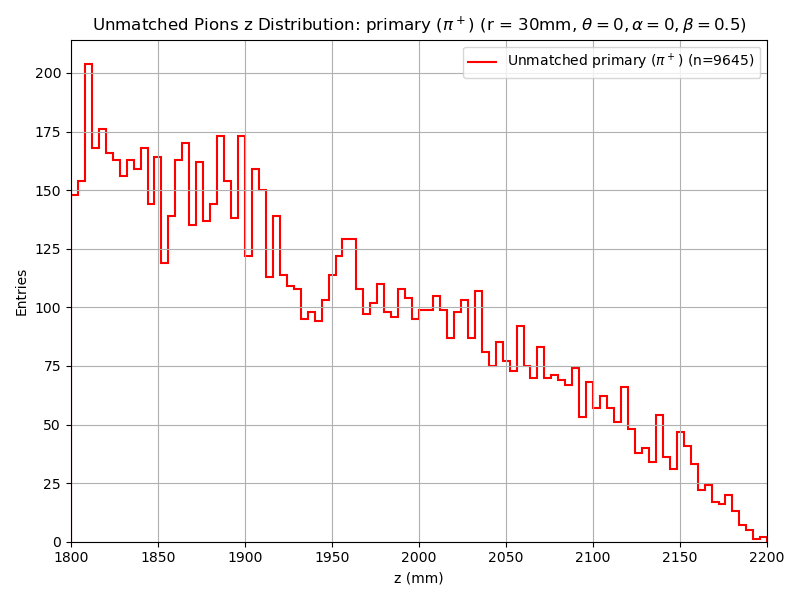 Unmatched Pions z Distribution: primary (π⁺) (r = 30mm, θ = 0, α = 0, β = 0.5)
Unmatched primary (π⁺) (n=9645)
200
175
150
125
100
75
50
25
0
Entries
1800 1850 1900 1950 2000 2050 2100 2150 2200
z (mm)